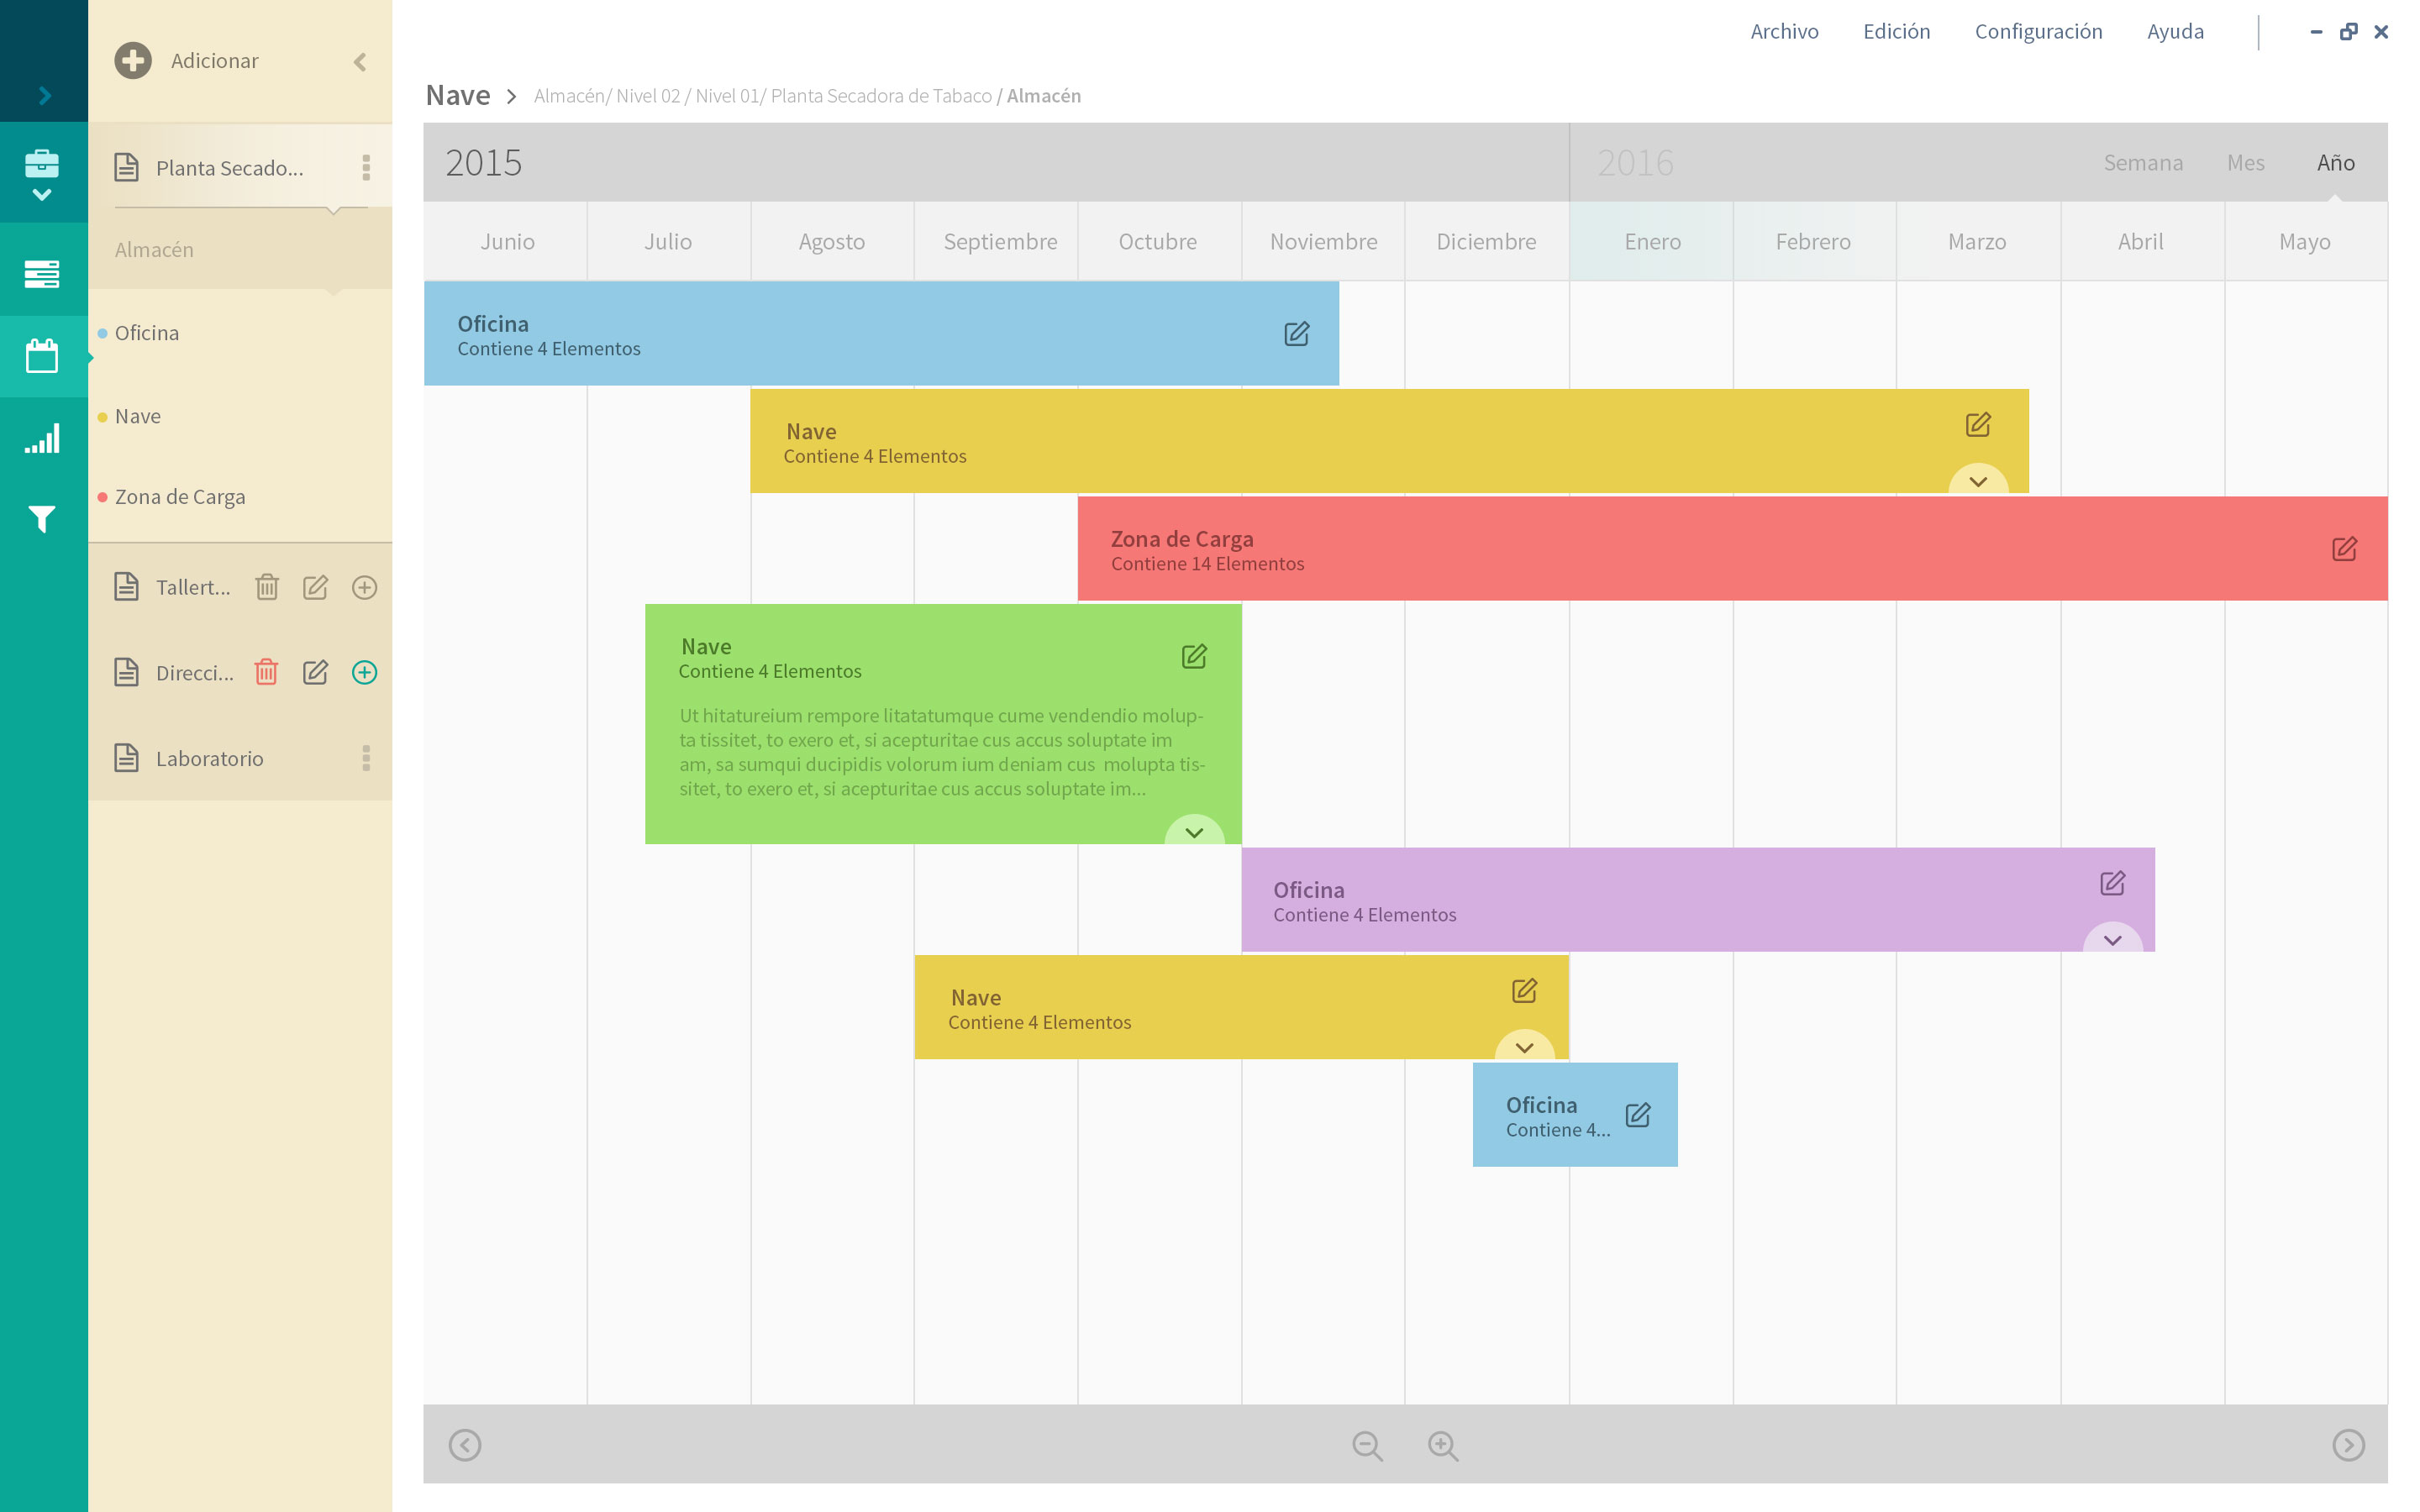 Archivo Edición Configuración Ayuda
Adicionar
Nave > Almacén/ Nivel 02 / Nivel 01/ Planta Secadora de Tabaco / Almacén
2015 2016 Semana Mes Año
Planta Secado...
Junio Julio Agosto Septiembre Octubre Noviembre Diciembre Enero Febrero Marzo Abril Mayo
Almacén
Oficina
Nave
Zona de Carga
Tallert...
Direcci...
Laboratorio
Oficina
Contiene 4 Elementos
Nave
Contiene 4 Elementos
Zona de Carga
Contiene 14 Elementos
Nave
Contiene 4 Elementos
Ut hitatureium rempore litatatumque cume vendendio molup-
ta tissitet, to exero et, si acepturitae cus accus soluptate im
am, sa sumqui ducipidis volorum ium deniam cus molupta tis-
sitet, to exero et, si acepturitae cus accus soluptate im...
Oficina
Contiene 4 Elementos
Nave
Contiene 4 Elementos
Oficina
Contiene 4...